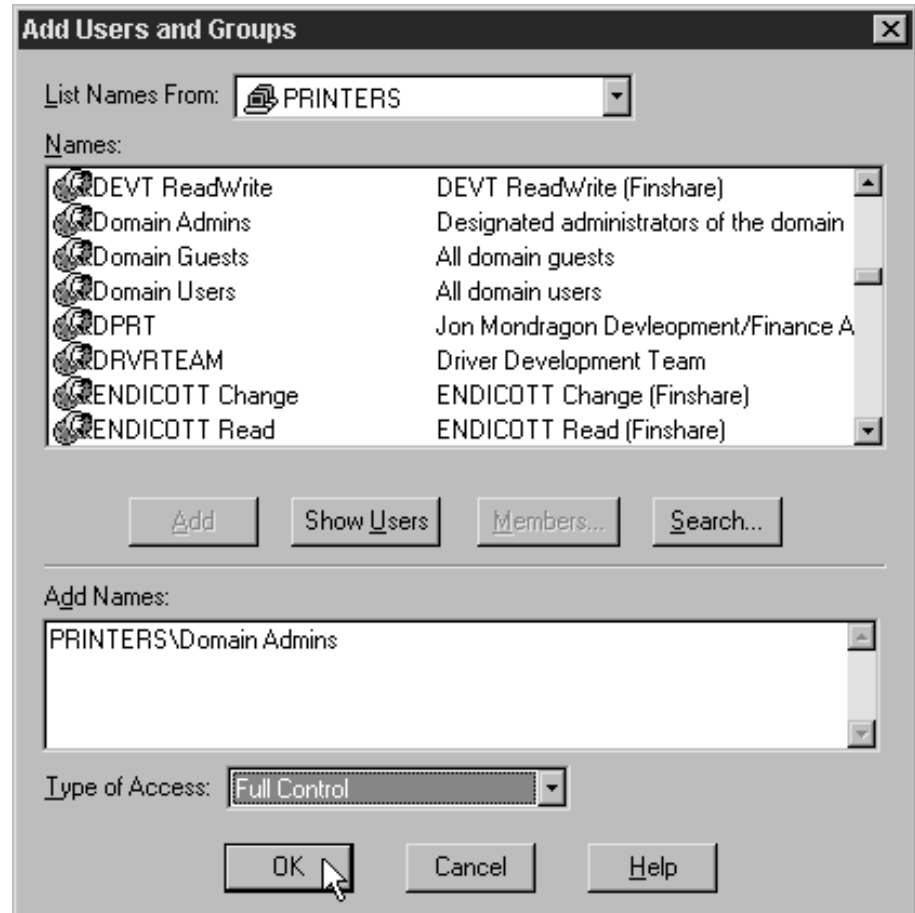 Add Users and Groups
List Names From: PRINTERS
Names:
DEVT ReadWrite DEVT ReadWrite (Finshare)
Domain Admins Designated administrators of the domain
Domain Guests All domain guests
Domain Users All domain users
DPRT Jon Mondragon Devleopment/Finance A
DRVRTEAM Driver Development Team
ENDICOTT Change ENDICOTT Change (Finshare)
ENDICOTT Read ENDICOTT Read (Finshare)
Add Show Users Members... Search...
Add Names:
PRINTERS\Domain Admins
Type of Access: Full Control
OK Cancel Help